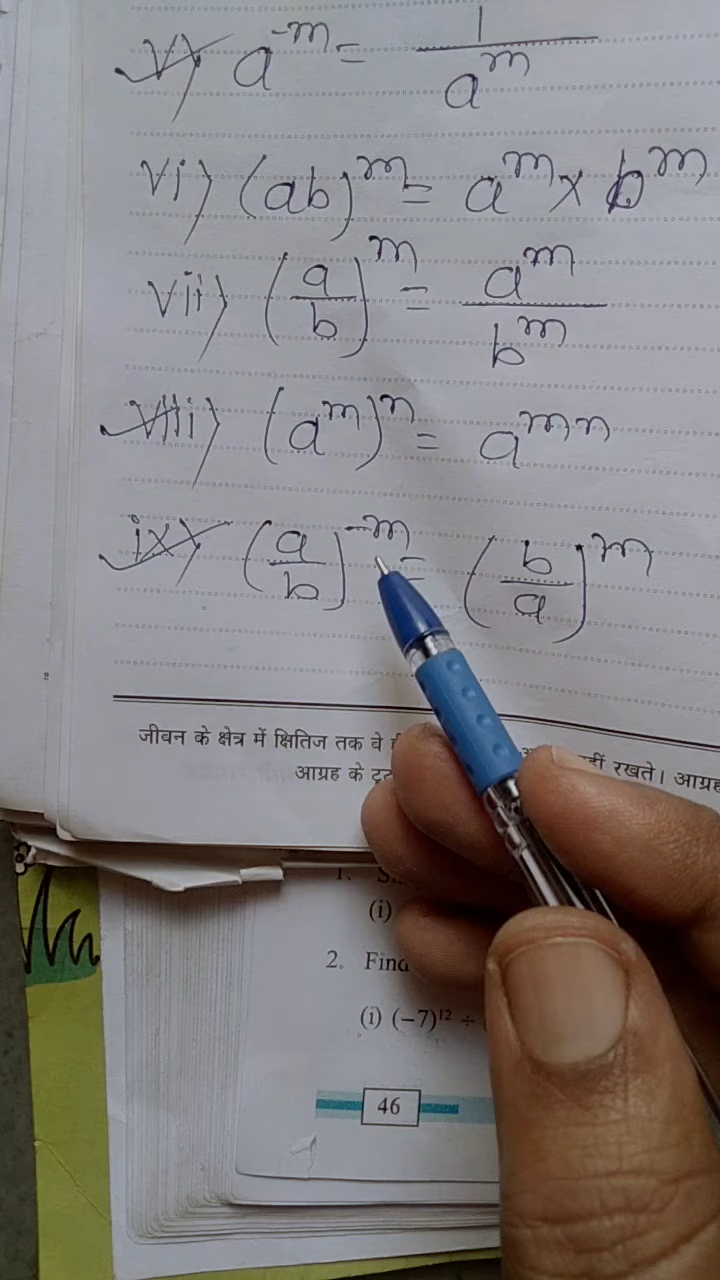 v) a^-m = 1/a^m
vi) (ab)^m = a^m × b^m
vii) (a/b)^m = a^m/b^m
viii) (a^m)^n = a^mn
ix) (a/b)^-m = (b/a)^m
जीवन के क्षेत्र में क्षितिज तक वे रखते। आग्रह
आग्रह के
1.
(i)
2. Find
(i) (−7)¹² ÷
46